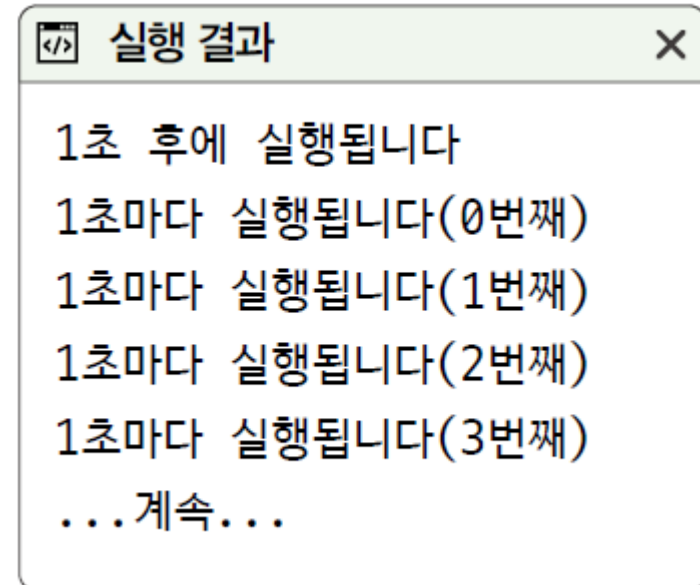 </> 실행 결과
1초 후에 실행됩니다
1초마다 실행됩니다(0번째)
1초마다 실행됩니다(1번째)
1초마다 실행됩니다(2번째)
1초마다 실행됩니다(3번째)
...계속...